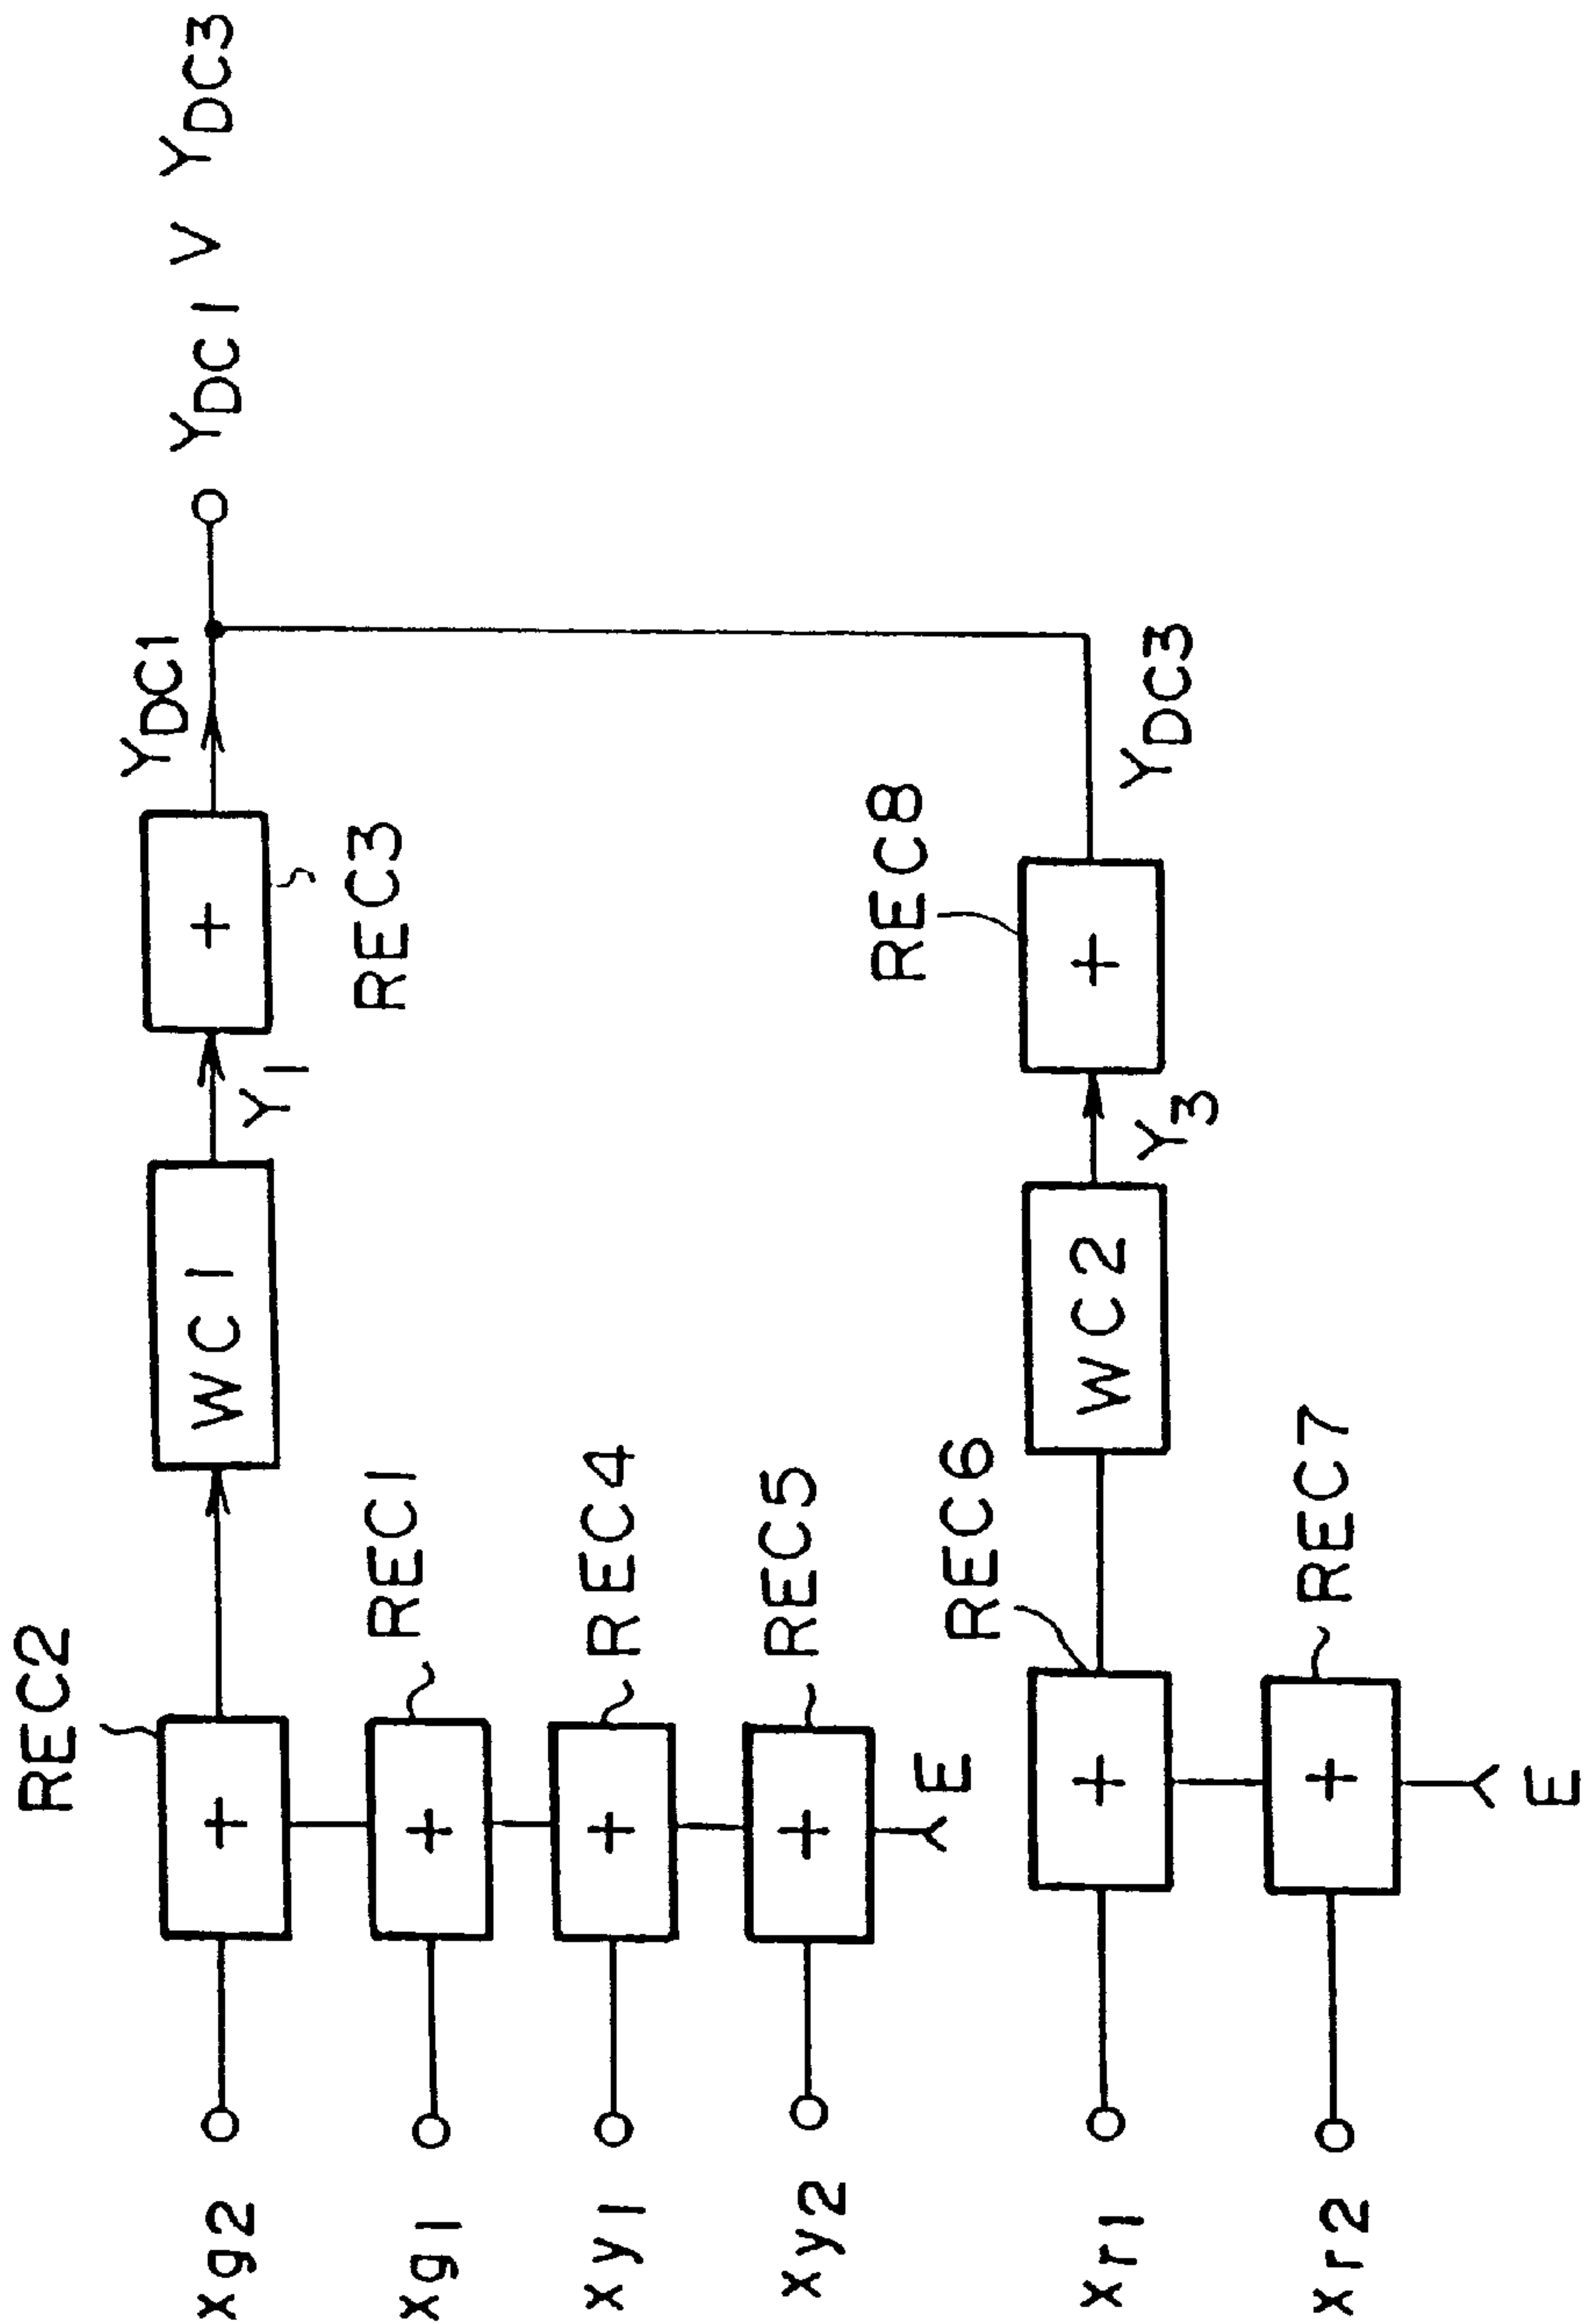 REC2
xg2
+
WC1
Y1
+
YDC1
YDC1 V YDC3
REC3
xg1
+
REC1
xy1
+
REC4
xy2
+
REC5
E
REC6
REC8
xr1
+
WC2
Y3
+
YDC3
xr2
+
REC7
E